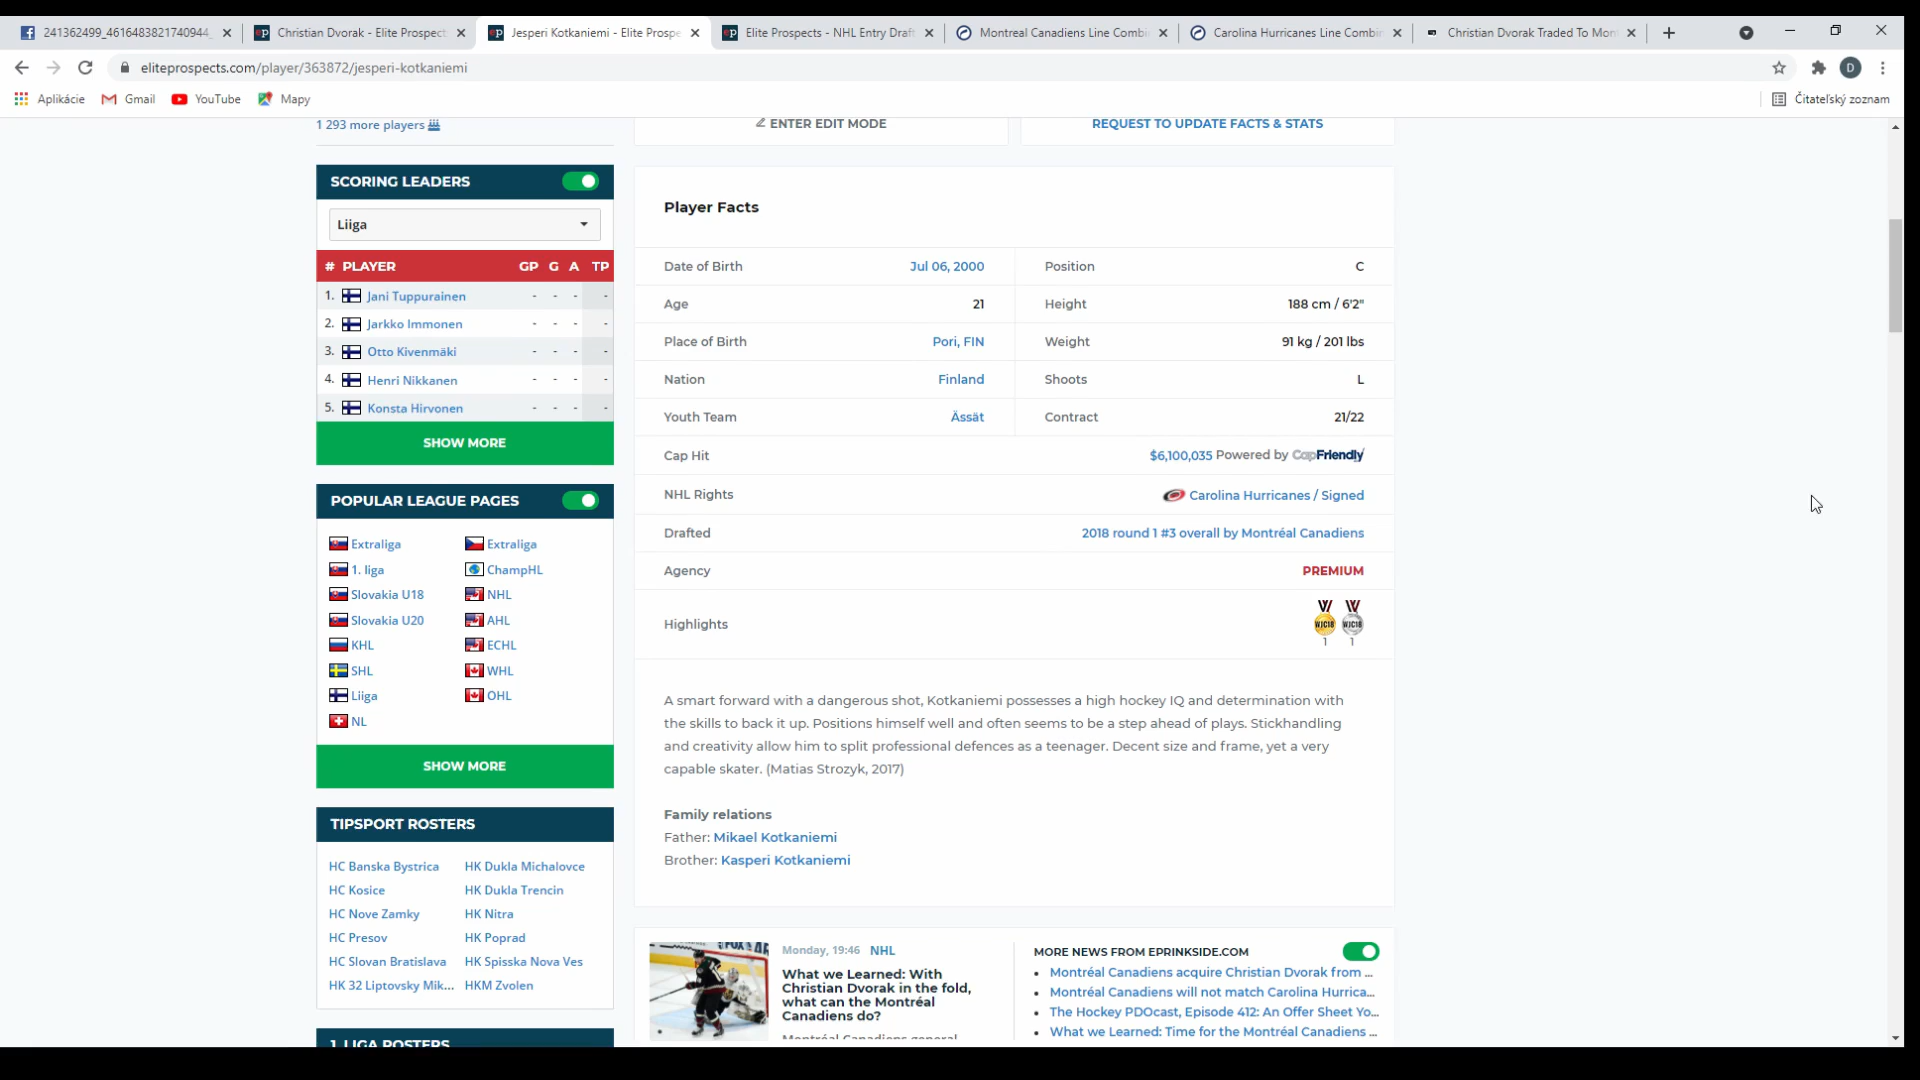 241362499_4616483821740944_
Christian Dvorak - Elite Prospect
Jesperi Kotkaniemi - Elite Prospe
Elite Prospects - NHL Entry Draft
Montreal Canadiens Line Combi
Carolina Hurricanes Line Combin
Christian Dvorak Traded To Mon
eliteprospects.com/player/363872/jesperi-kotkaniemi
D
Aplikácie
Gmail
YouTube
Mapy
Čitateľský zoznam
1 293 more players
ENTER EDIT MODE
REQUEST TO UPDATE FACTS & STATS
SCORING LEADERS
Liiga
# PLAYER GP G A TP
1. Jani Tuppurainen - - - -
2. Jarkko Immonen - - - -
3. Otto Kivenmäki - - - -
4. Henri Nikkanen - - - -
5. Konsta Hirvonen - - - -
SHOW MORE
POPULAR LEAGUE PAGES
Extraliga Extraliga
1. liga ChampHL
Slovakia U18 NHL
Slovakia U20 AHL
KHL ECHL
SHL WHL
Liiga OHL
NL
SHOW MORE
TIPSPORT ROSTERS
HC Banska Bystrica HK Dukla Michalovce
HC Kosice HK Dukla Trencin
HC Nove Zamky HK Nitra
HC Presov HK Poprad
HC Slovan Bratislava HK Spisska Nova Ves
HK 32 Liptovsky Mik... HKM Zvolen
1. LIGA ROSTERS
Player Facts
Date of Birth Jul 06, 2000 Position C
Age 21 Height 188 cm / 6'2"
Place of Birth Pori, FIN Weight 91 kg / 201 lbs
Nation Finland Shoots L
Youth Team Ässät Contract 21/22
Cap Hit $6,100,035 Powered by CapFriendly
NHL Rights Carolina Hurricanes / Signed
Drafted 2018 round 1 #3 overall by Montréal Canadiens
Agency PREMIUM
Highlights WJC18 WJC18
1 1
A smart forward with a dangerous shot, Kotkaniemi possesses a high hockey IQ and determination with
the skills to back it up. Positions himself well and often seems to be a step ahead of plays. Stickhandling
and creativity allow him to split professional defences as a teenager. Decent size and frame, yet a very
capable skater. (Matias Strozyk, 2017)
Family relations
Father: Mikael Kotkaniemi
Brother: Kasperi Kotkaniemi
Monday, 19:46 NHL
What we Learned: With
Christian Dvorak in the fold,
what can the Montréal
Canadiens do?
Montréal Canadiens general
MORE NEWS FROM EPRINKSIDE.COM
Montréal Canadiens acquire Christian Dvorak from ...
Montréal Canadiens will not match Carolina Hurrica...
The Hockey PDOcast, Episode 412: An Offer Sheet Yo...
What we Learned: Time for the Montréal Canadiens ...